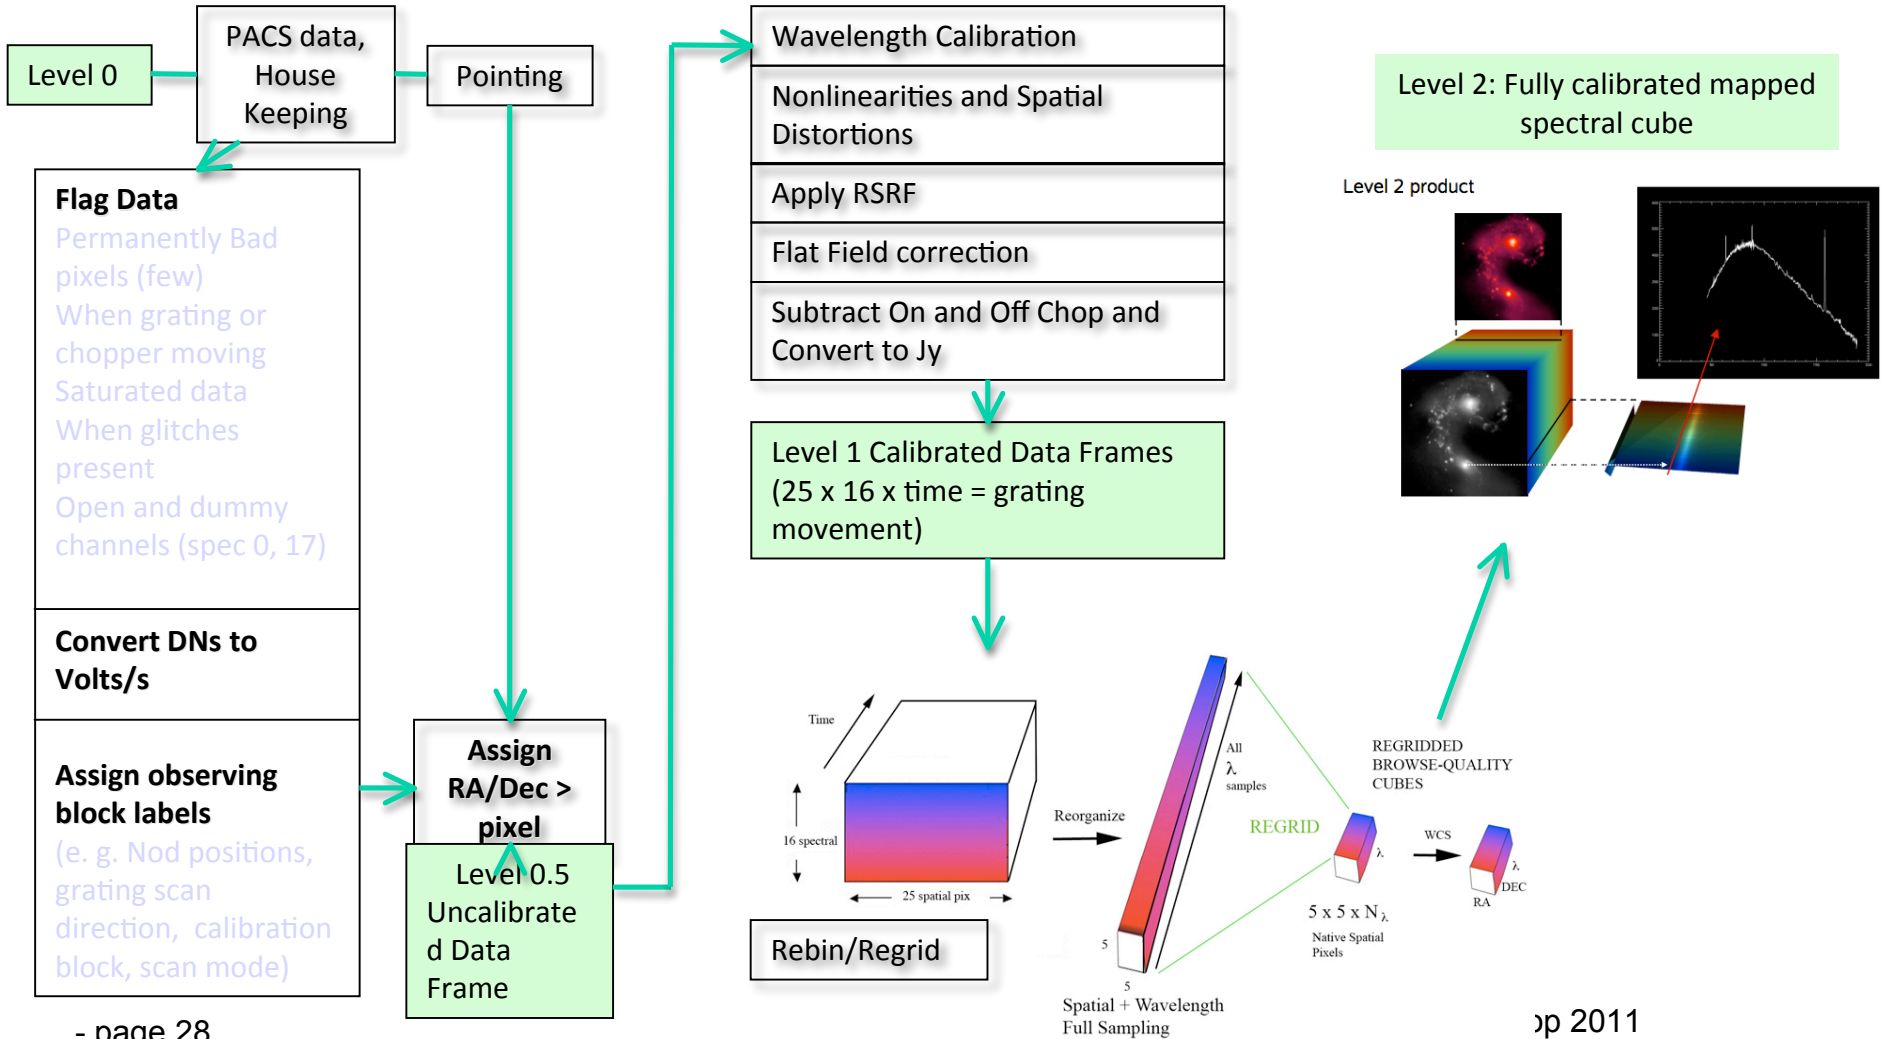 Level 0
PACS data,
House
Keeping
Pointing
Flag Data
Permanently Bad
pixels (few)
When grating or
chopper moving
Saturated data
When glitches
present
Open and dummy
channels (spec 0, 17)
Convert DNs to
Volts/s
Assign observing
block labels
(e. g. Nod positions,
grating scan
direction, calibration
block, scan mode)
Assign
RA/Dec >
pixel
Level 0.5
Uncalibrate
d Data
Frame
Wavelength Calibration
Nonlinearities and Spatial
Distortions
Apply RSRF
Flat Field correction
Subtract On and Off Chop and
Convert to Jy
Level 1 Calibrated Data Frames
(25 x 16 x time = grating
movement)
Time
16 spectral
25 spatial pix
Rebin/Regrid
Reorganize
All
λ
samples
5
5
Spatial + Wavelength
Full Sampling
REGRID
λ
5 x 5 x N λ
Native Spatial
Pixels
WCS
λ
DEC
RA
REGRIDDED
BROWSE-QUALITY
CUBES
Level 2: Fully calibrated mapped
spectral cube
Level 2 product
- page 28
op 2011